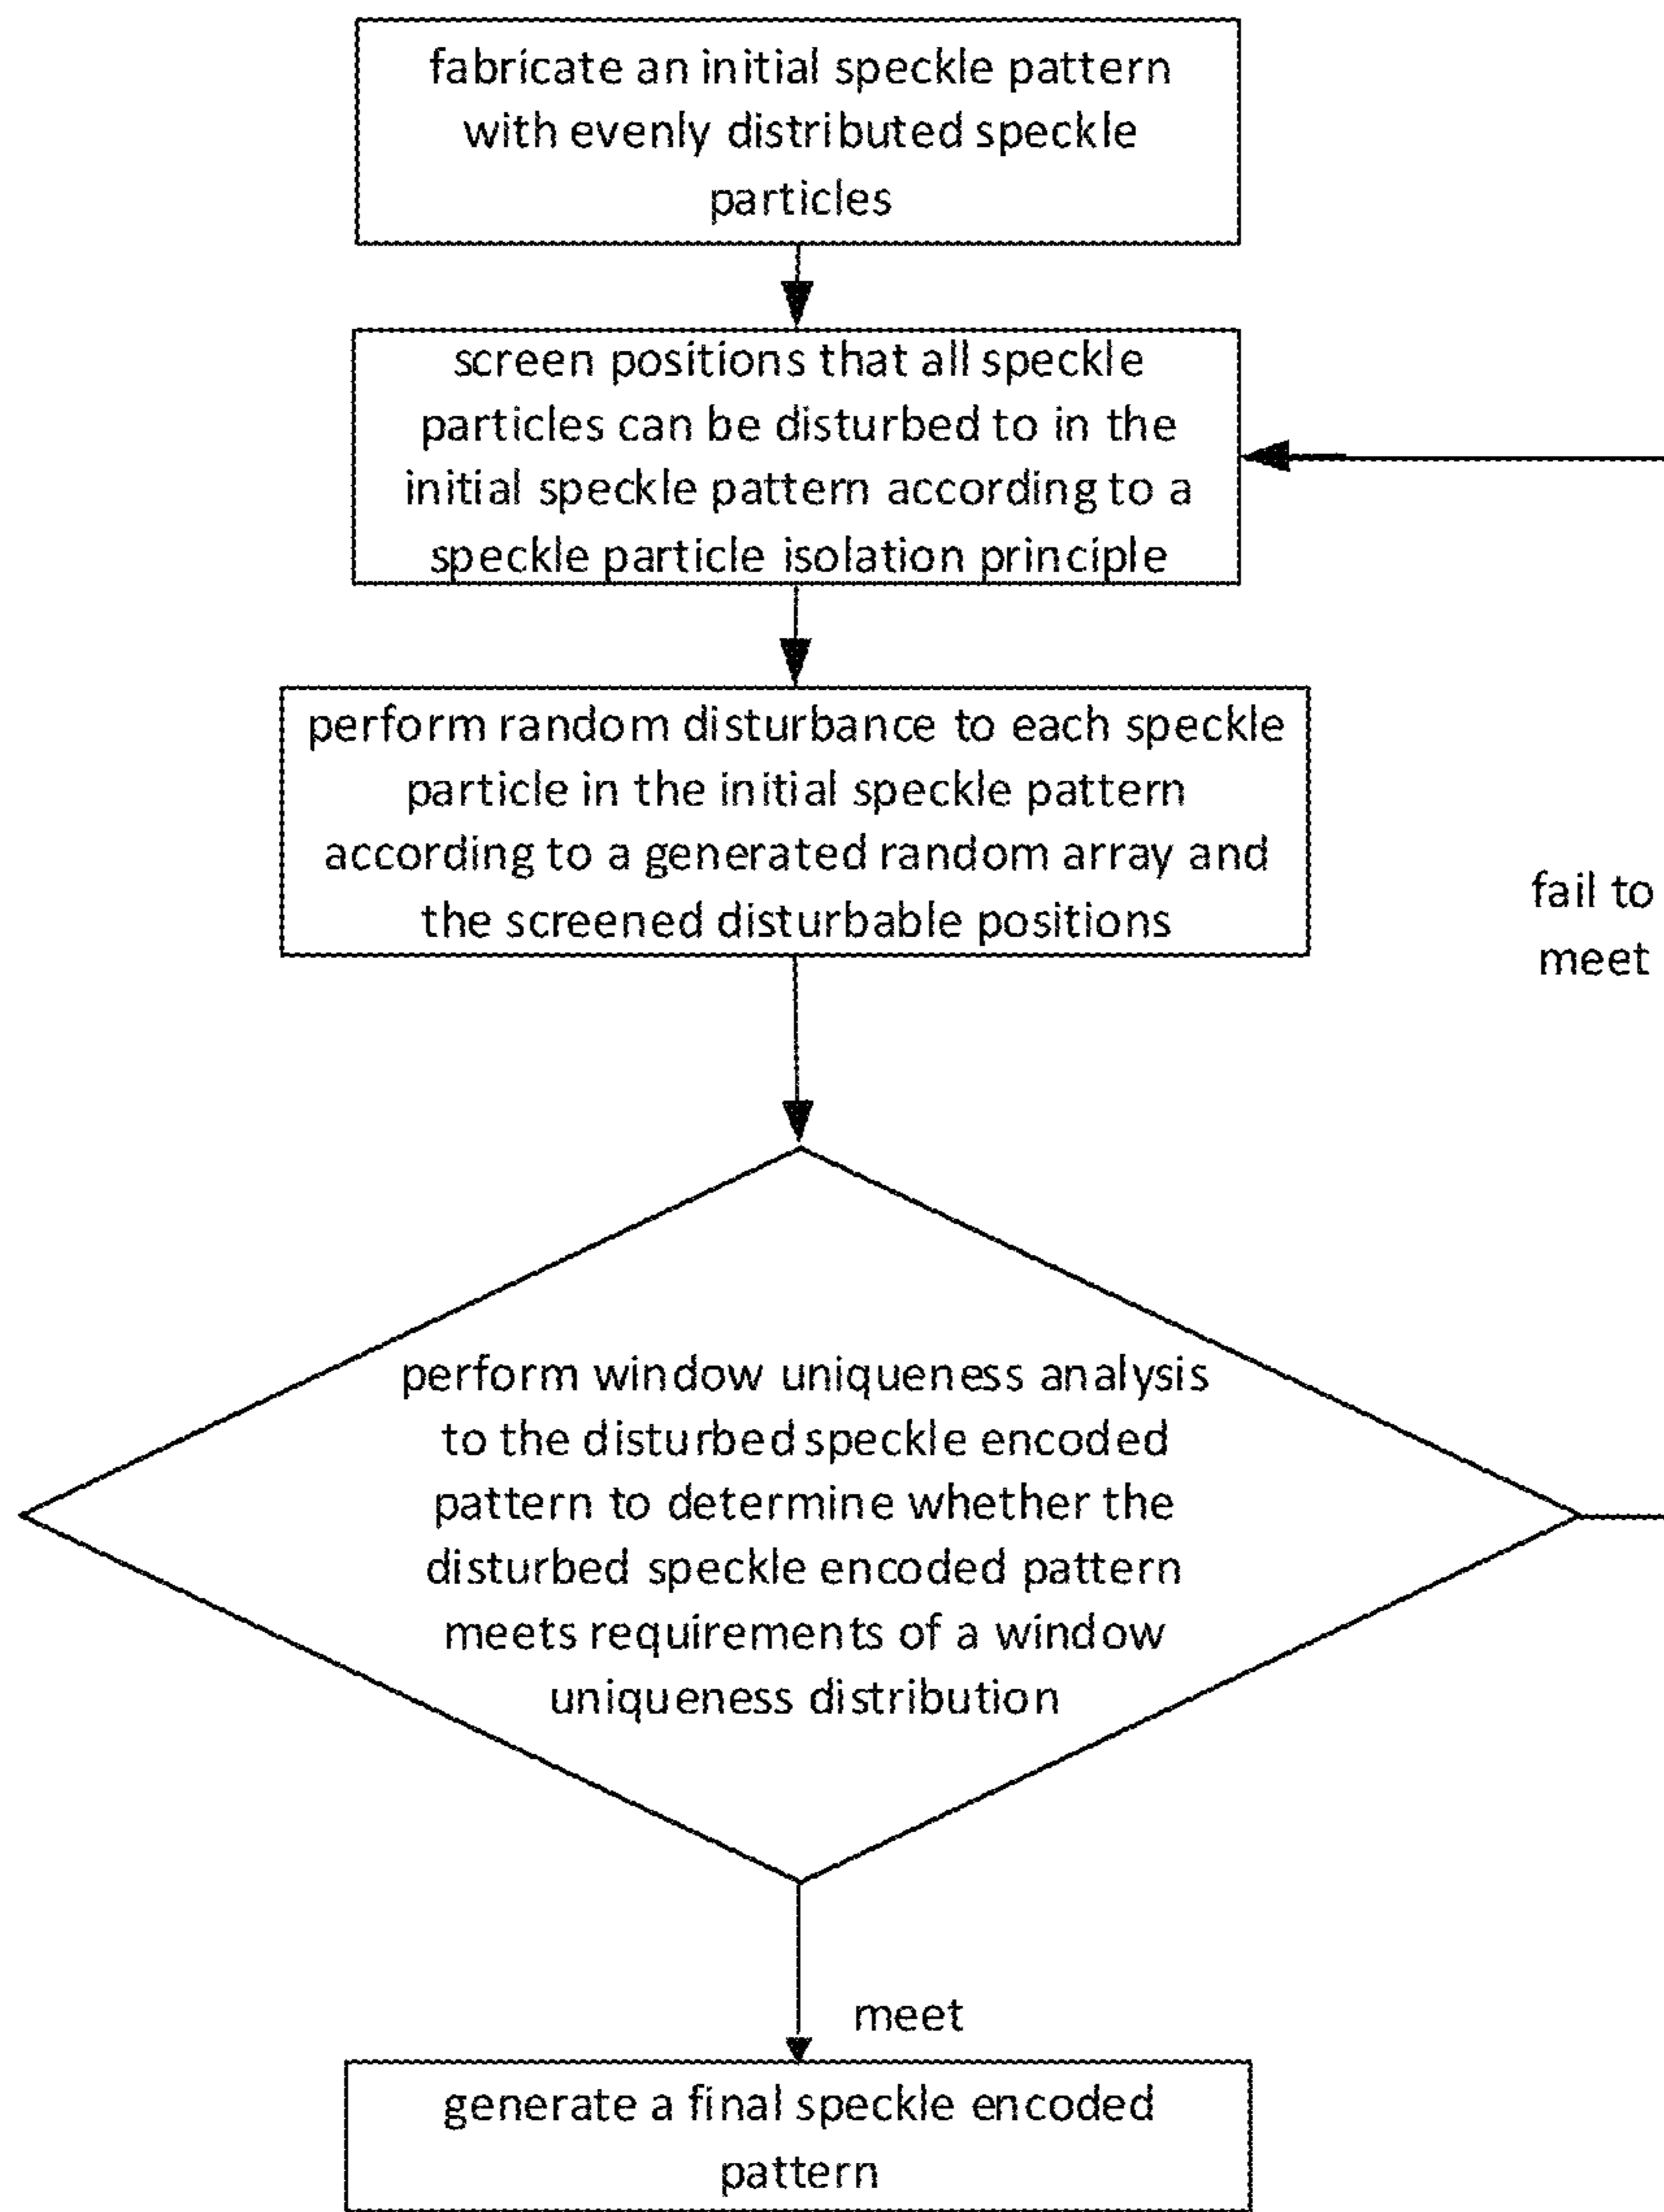 fabricate an initial speckle pattern
with evenly distributed speckle
particles
screen positions that all speckle
particles can be disturbed to in the
initial speckle pattern according to a
speckle particle isolation principle
perform random disturbance to each speckle
particle in the initial speckle pattern
according to a generated random array and
the screened disturbable positions
fail to
meet
perform window uniqueness analysis
to the disturbed speckle encoded
pattern to determine whether the
disturbed speckle encoded pattern
meets requirements of a window
uniqueness distribution
meet
generate a final speckle encoded
pattern